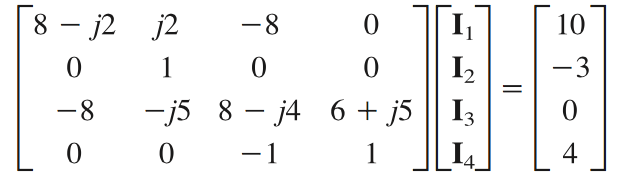 8 − j2 j2 −8 0 I₁ 10
0 1 0 0 I₂ −3
=
−8 −j5 8 − j4 6 + j5 I₃ 0
0 0 −1 1 I₄ 4